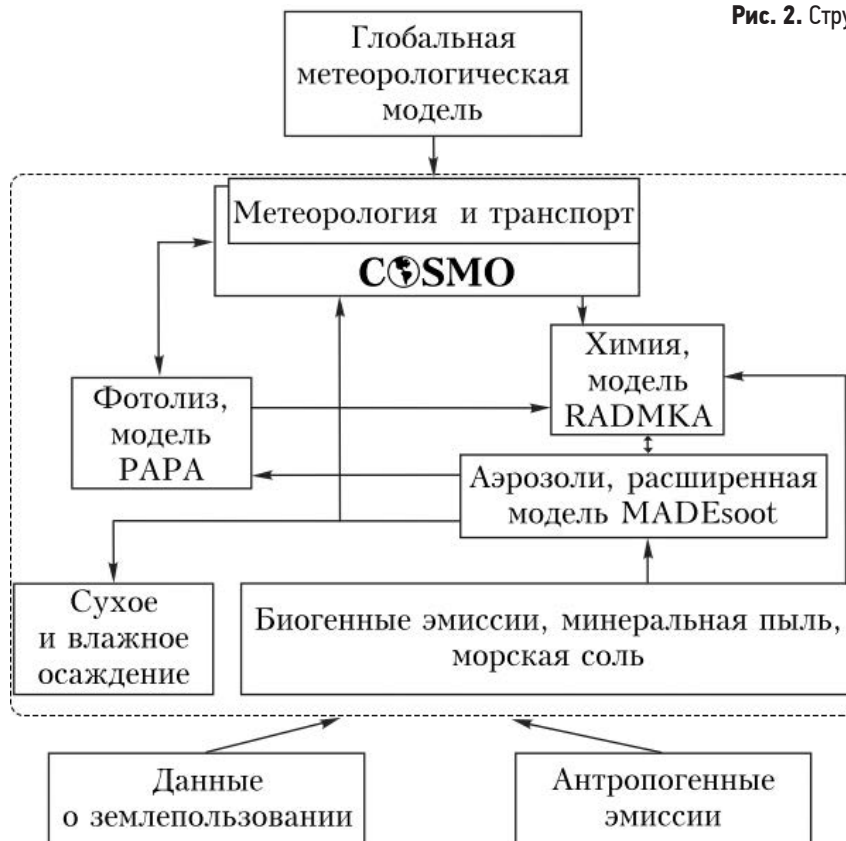 Рис. 2.
Глобальная
метеорологическая
модель
Метеорология и транспорт
COSMO
Химия,
модель
RADMKA
Фотолиз,
модель
PAPA
Аэрозоли, расширенная
модель MADEsoot
Сухое
и влажное
осаждение
Биогенные эмиссии, минеральная пыль,
морская соль
Данные
о землепользовании
Антропогенные
эмиссии